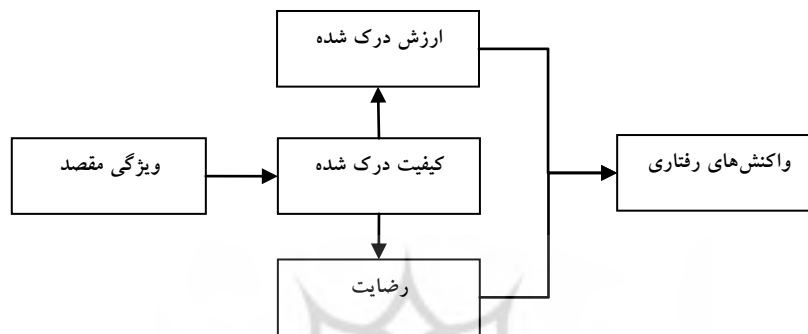 ارزش درک شده
ویژگی مقصد
کیفیت درک شده
واکنش‌های رفتاری
رضایت